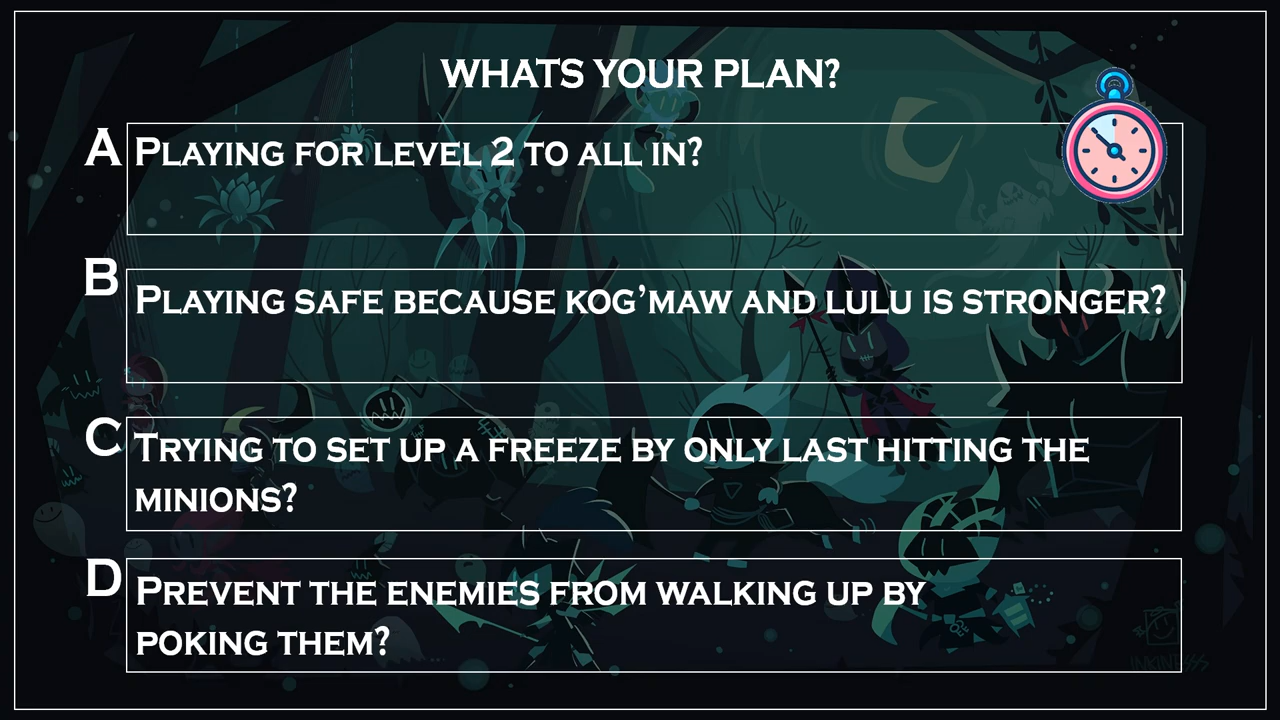 WHATS YOUR PLAN?
A
PLAYING FOR LEVEL 2 TO ALL IN?
B
PLAYING SAFE BECAUSE KOG'MAW AND LULU IS STRONGER?
C
TRYING TO SET UP A FREEZE BY ONLY LAST HITTING THE
MINIONS?
D
PREVENT THE ENEMIES FROM WALKING UP BY
POKING THEM?